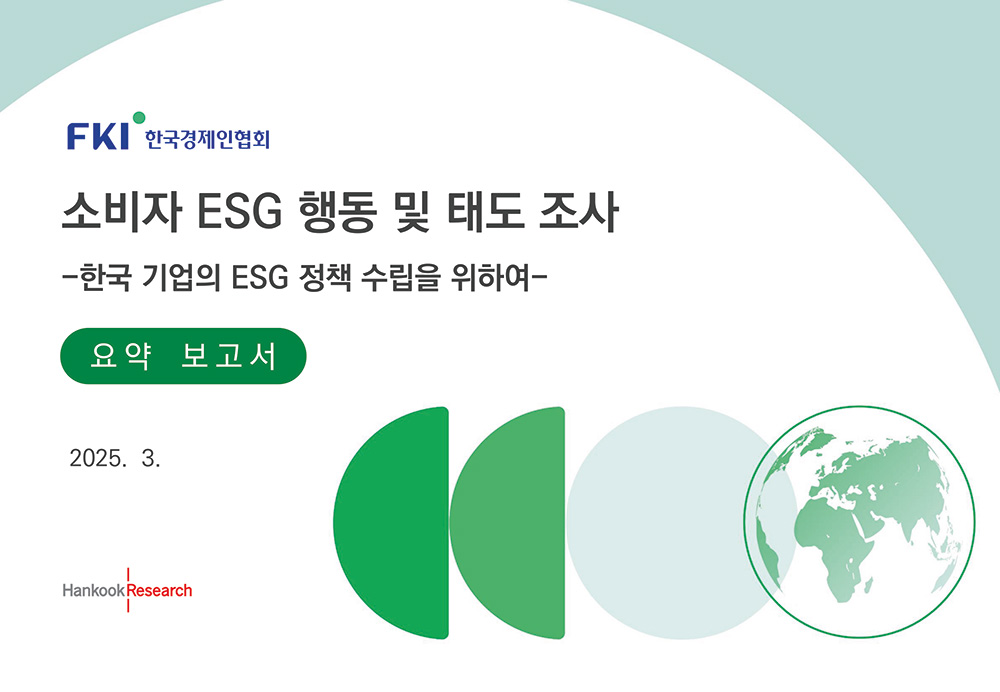 FKI 한국경제인협회
소비자 ESG 행동 및 태도 조사
-한국 기업의 ESG 정책 수립을 위하여-
요약 보고서
2025. 3.
Hankook Research